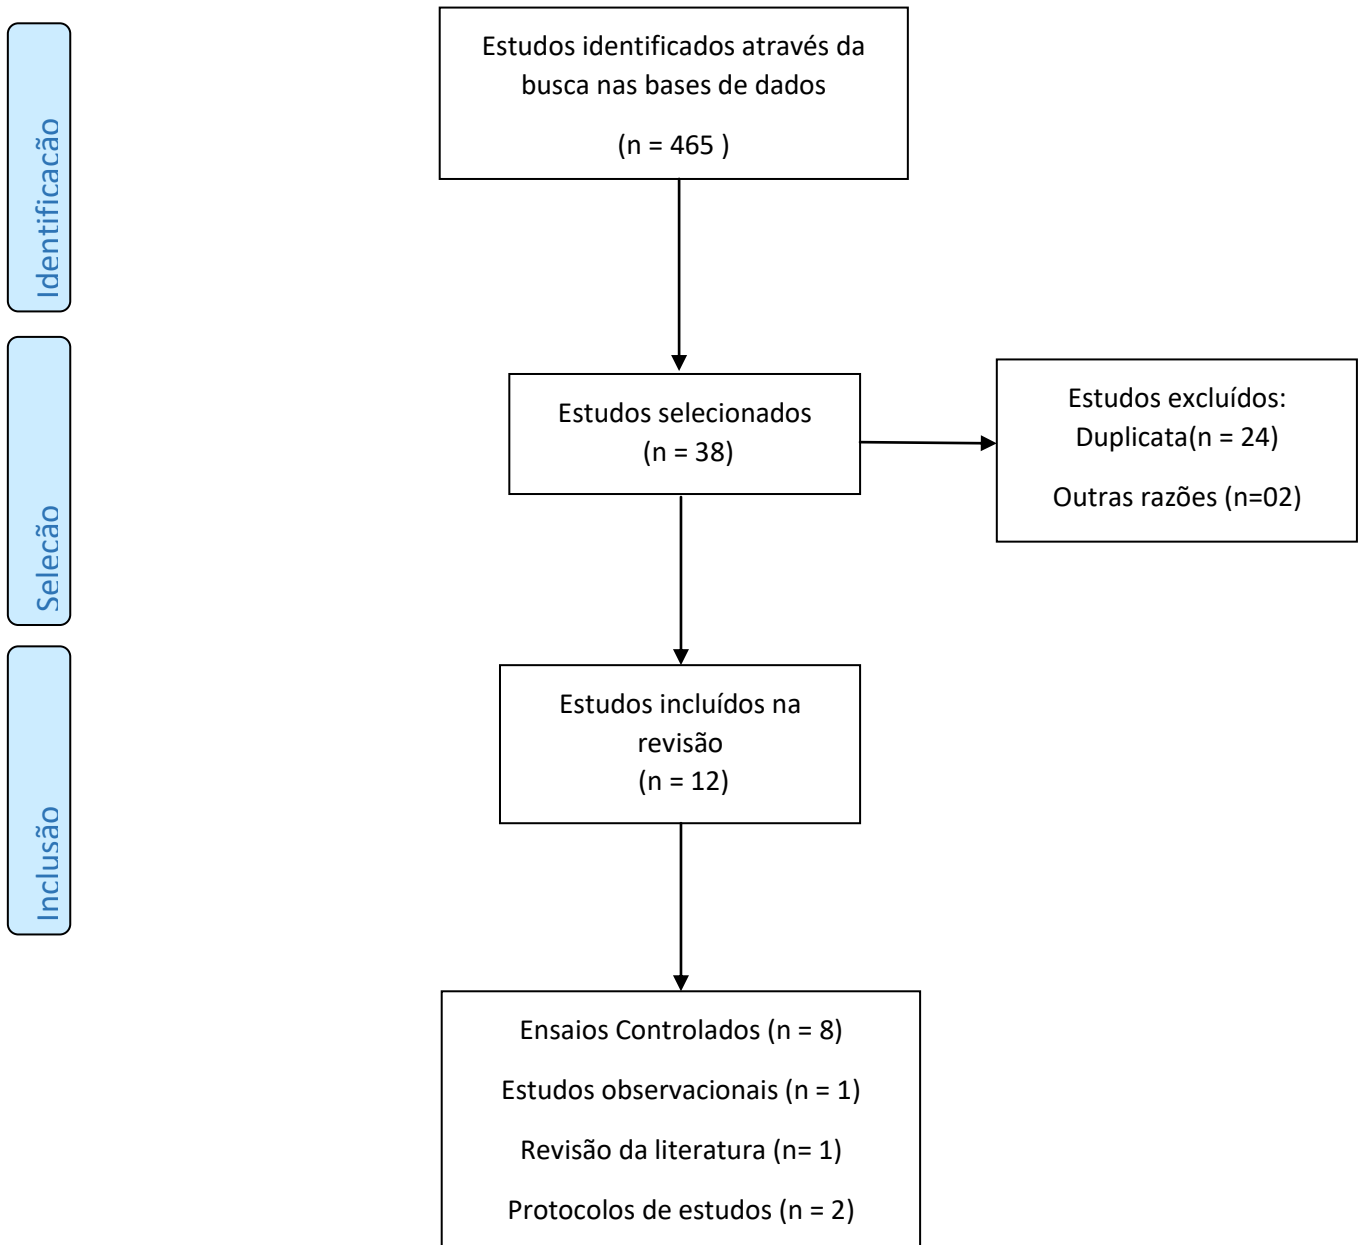 Identificação
Estudos identificados através da
busca nas bases de dados
(n = 465 )
Seleção
Estudos selecionados
(n = 38)
Estudos excluídos:
Duplicata(n = 24)
Outras razões (n=02)
Inclusão
Estudos incluídos na
revisão
(n = 12)
Ensaios Controlados (n = 8)
Estudos observacionais (n = 1)
Revisão da literatura (n= 1)
Protocolos de estudos (n = 2)